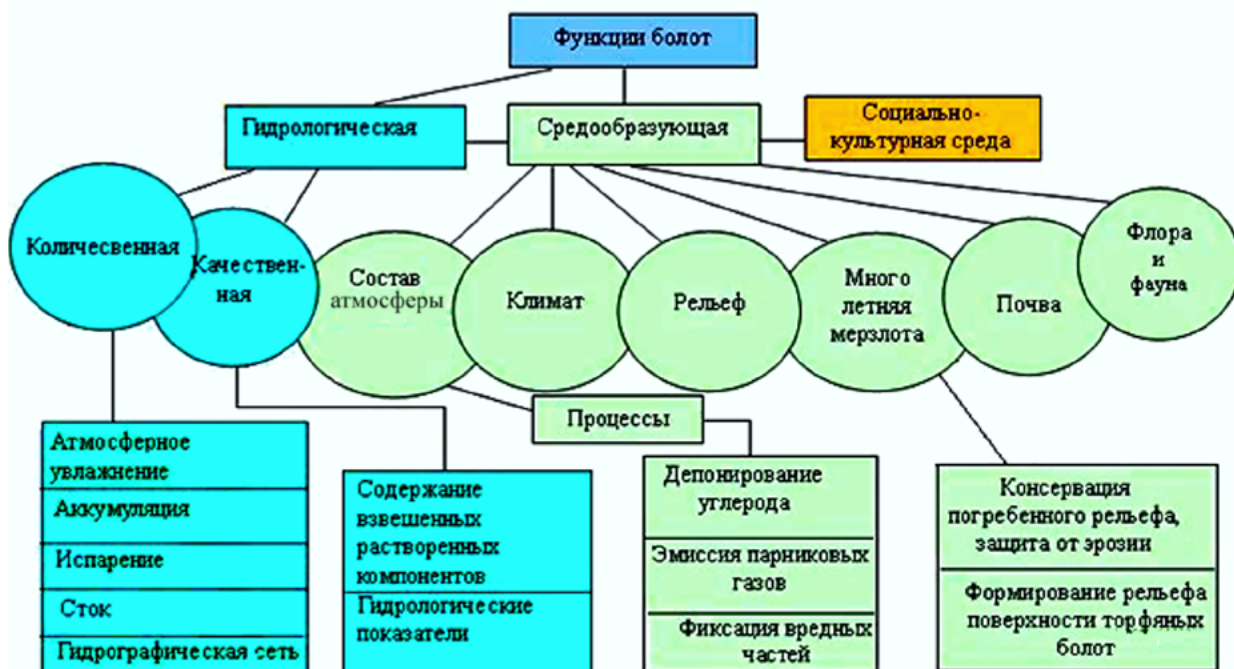 Функции болот
Гидрологическая
Средообразующая
Социально-
культурная среда
Количесвенная
Качествен-
ная
Состав
атмосферы
Климат
Рельеф
Много
летняя
мерзлота
Почва
Флора
и
фауна
Процессы
Атмосферное
увлажнение
Аккумуляция
Испарение
Сток
Гидрографическая сеть
Содержание
взвешенных
растворенных
компонентов
Гидрологические
показатели
Депонирование
углерода
Эмиссия парниковых
газов
Фиксация вредных
частей
Консервация
погребенного рельефа,
защита от эрозии
Формирование рельефа
поверхности торфяных
болот